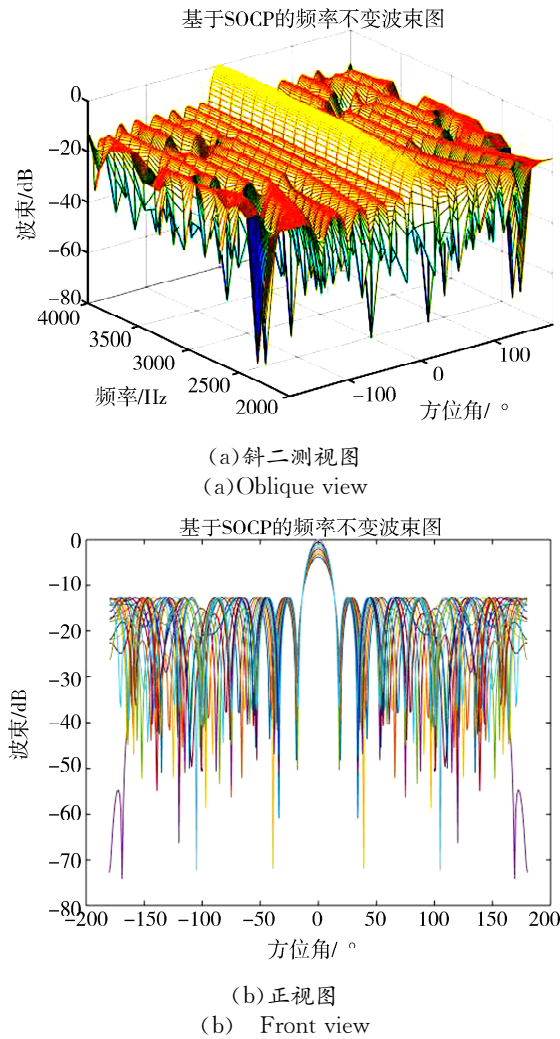 基于SOCP的频率不变波束图
0
−20
−40
−60
−80
波束/dB
4000
3500
3000
2500
2000
频率/Hz
−100
0
100
方位角/ °
(a)斜二测视图
(a)Oblique view
基于SOCP的频率不变波束图
0
−10
−20
−30
−40
−50
−60
−70
−80
波束/dB
−200 −150 −100 −50 0 50 100 150 200
方位角/ °
(b)正视图
(b) Front view